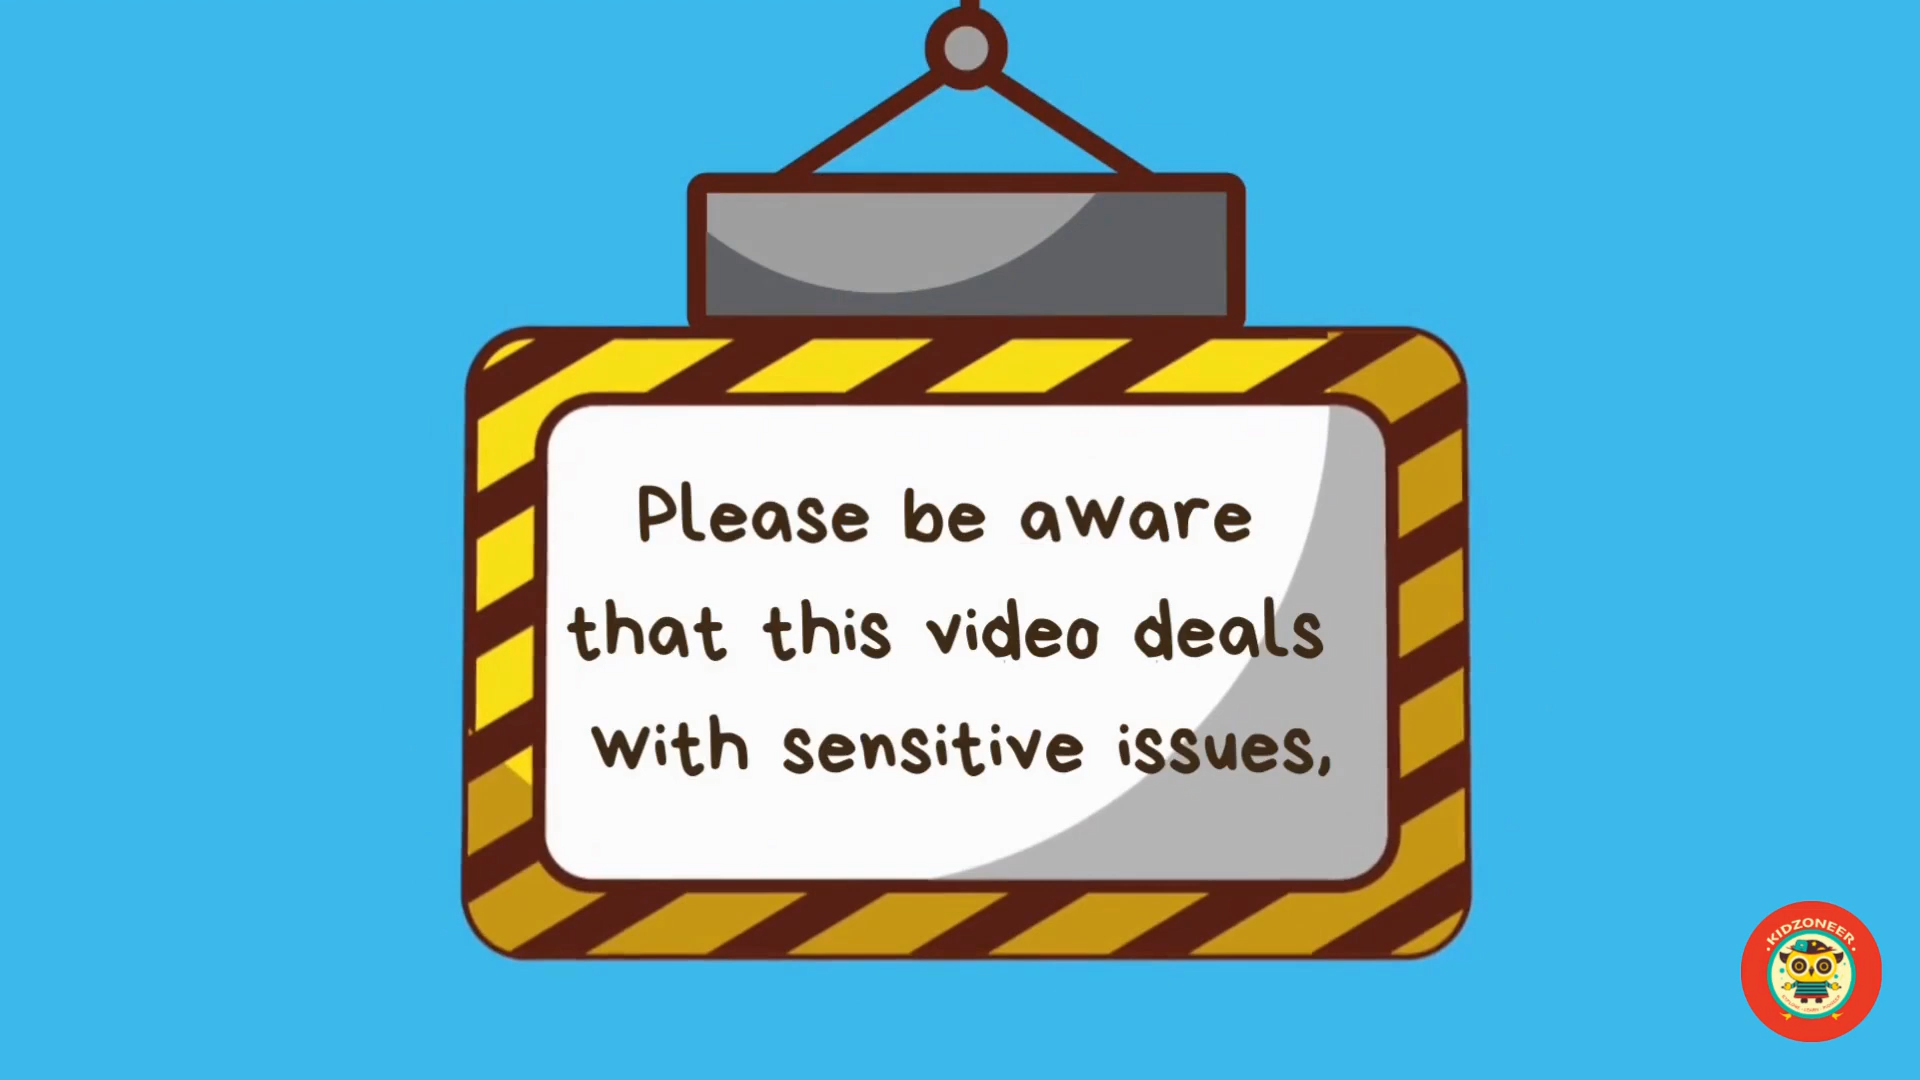 Please be aware
that this video deals
with sensitive issues,
KIDZONEER